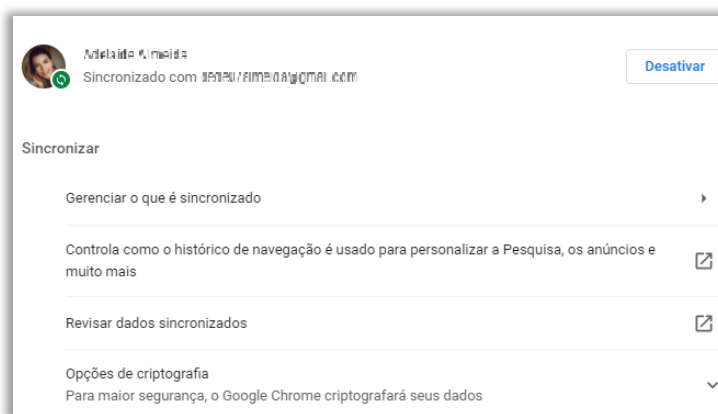 Sincronizado com
Desativar
Sincronizar
Gerenciar o que é sincronizado
Controla como o histórico de navegação é usado para personalizar a Pesquisa, os anúncios e
muito mais
Revisar dados sincronizados
Opções de criptografia
Para maior segurança, o Google Chrome criptografará seus dados